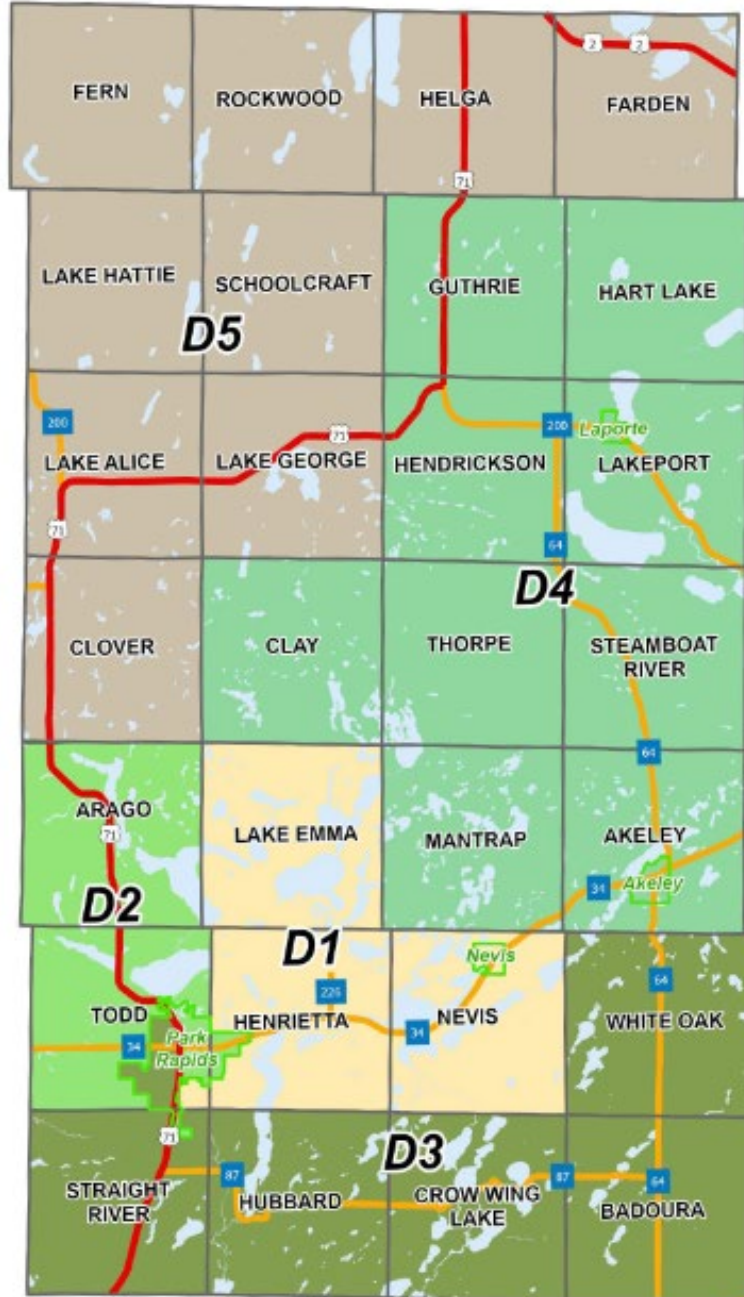 2
2
FERN
ROCKWOOD
HELGA
FARDEN
71
LAKE HATTIE
SCHOOLCRAFT
GUTHRIE
HART LAKE
D5
200
71
200
Laporte
LAKE ALICE
LAKE GEORGE
HENDRICKSON
LAKEPORT
71
64
D4
CLOVER
CLAY
THORPE
STEAMBOAT
RIVER
64
ARAGO
71
LAKE EMMA
MANTRAP
AKELEY
34
Akeley
D2
D1
Nevis
226
64
TODD
HENRIETTA
NEVIS
WHITE OAK
34
Park
Rapids
34
71
D3
87
87
64
STRAIGHT
RIVER
HUBBARD
CROW WING
LAKE
BADOURA